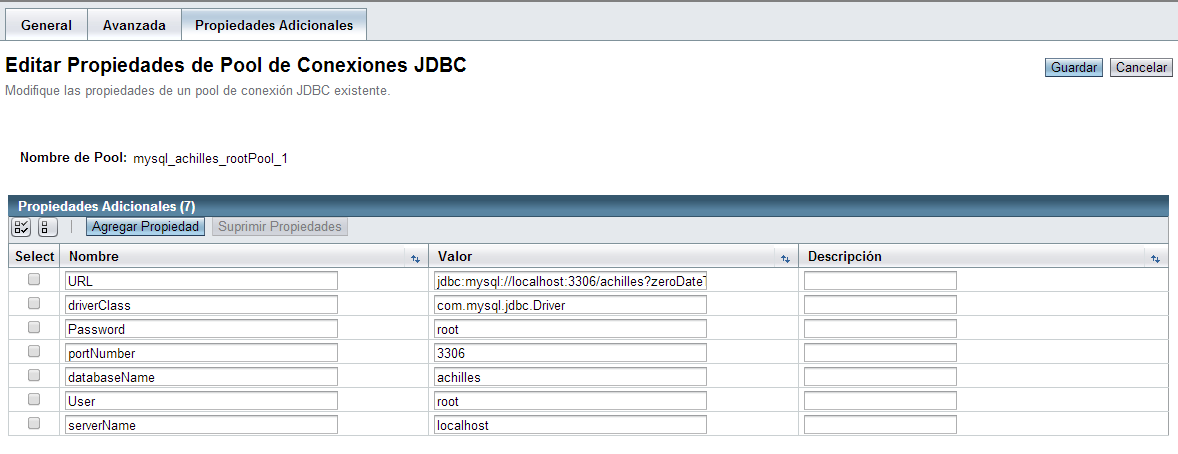 General Avanzada Propiedades Adicionales
Editar Propiedades de Pool de Conexiones JDBC
Guardar Cancelar
Modifique las propiedades de un pool de conexión JDBC existente.
Nombre de Pool: mysql_achilles_rootPool_1
Propiedades Adicionales (7)
Agregar Propiedad Suprimir Propiedades
Select Nombre Valor Descripción
URL jdbc:mysql://localhost:3306/achilles?zeroDate
driverClass com.mysql.jdbc.Driver
Password root
portNumber 3306
databaseName achilles
User root
serverName localhost